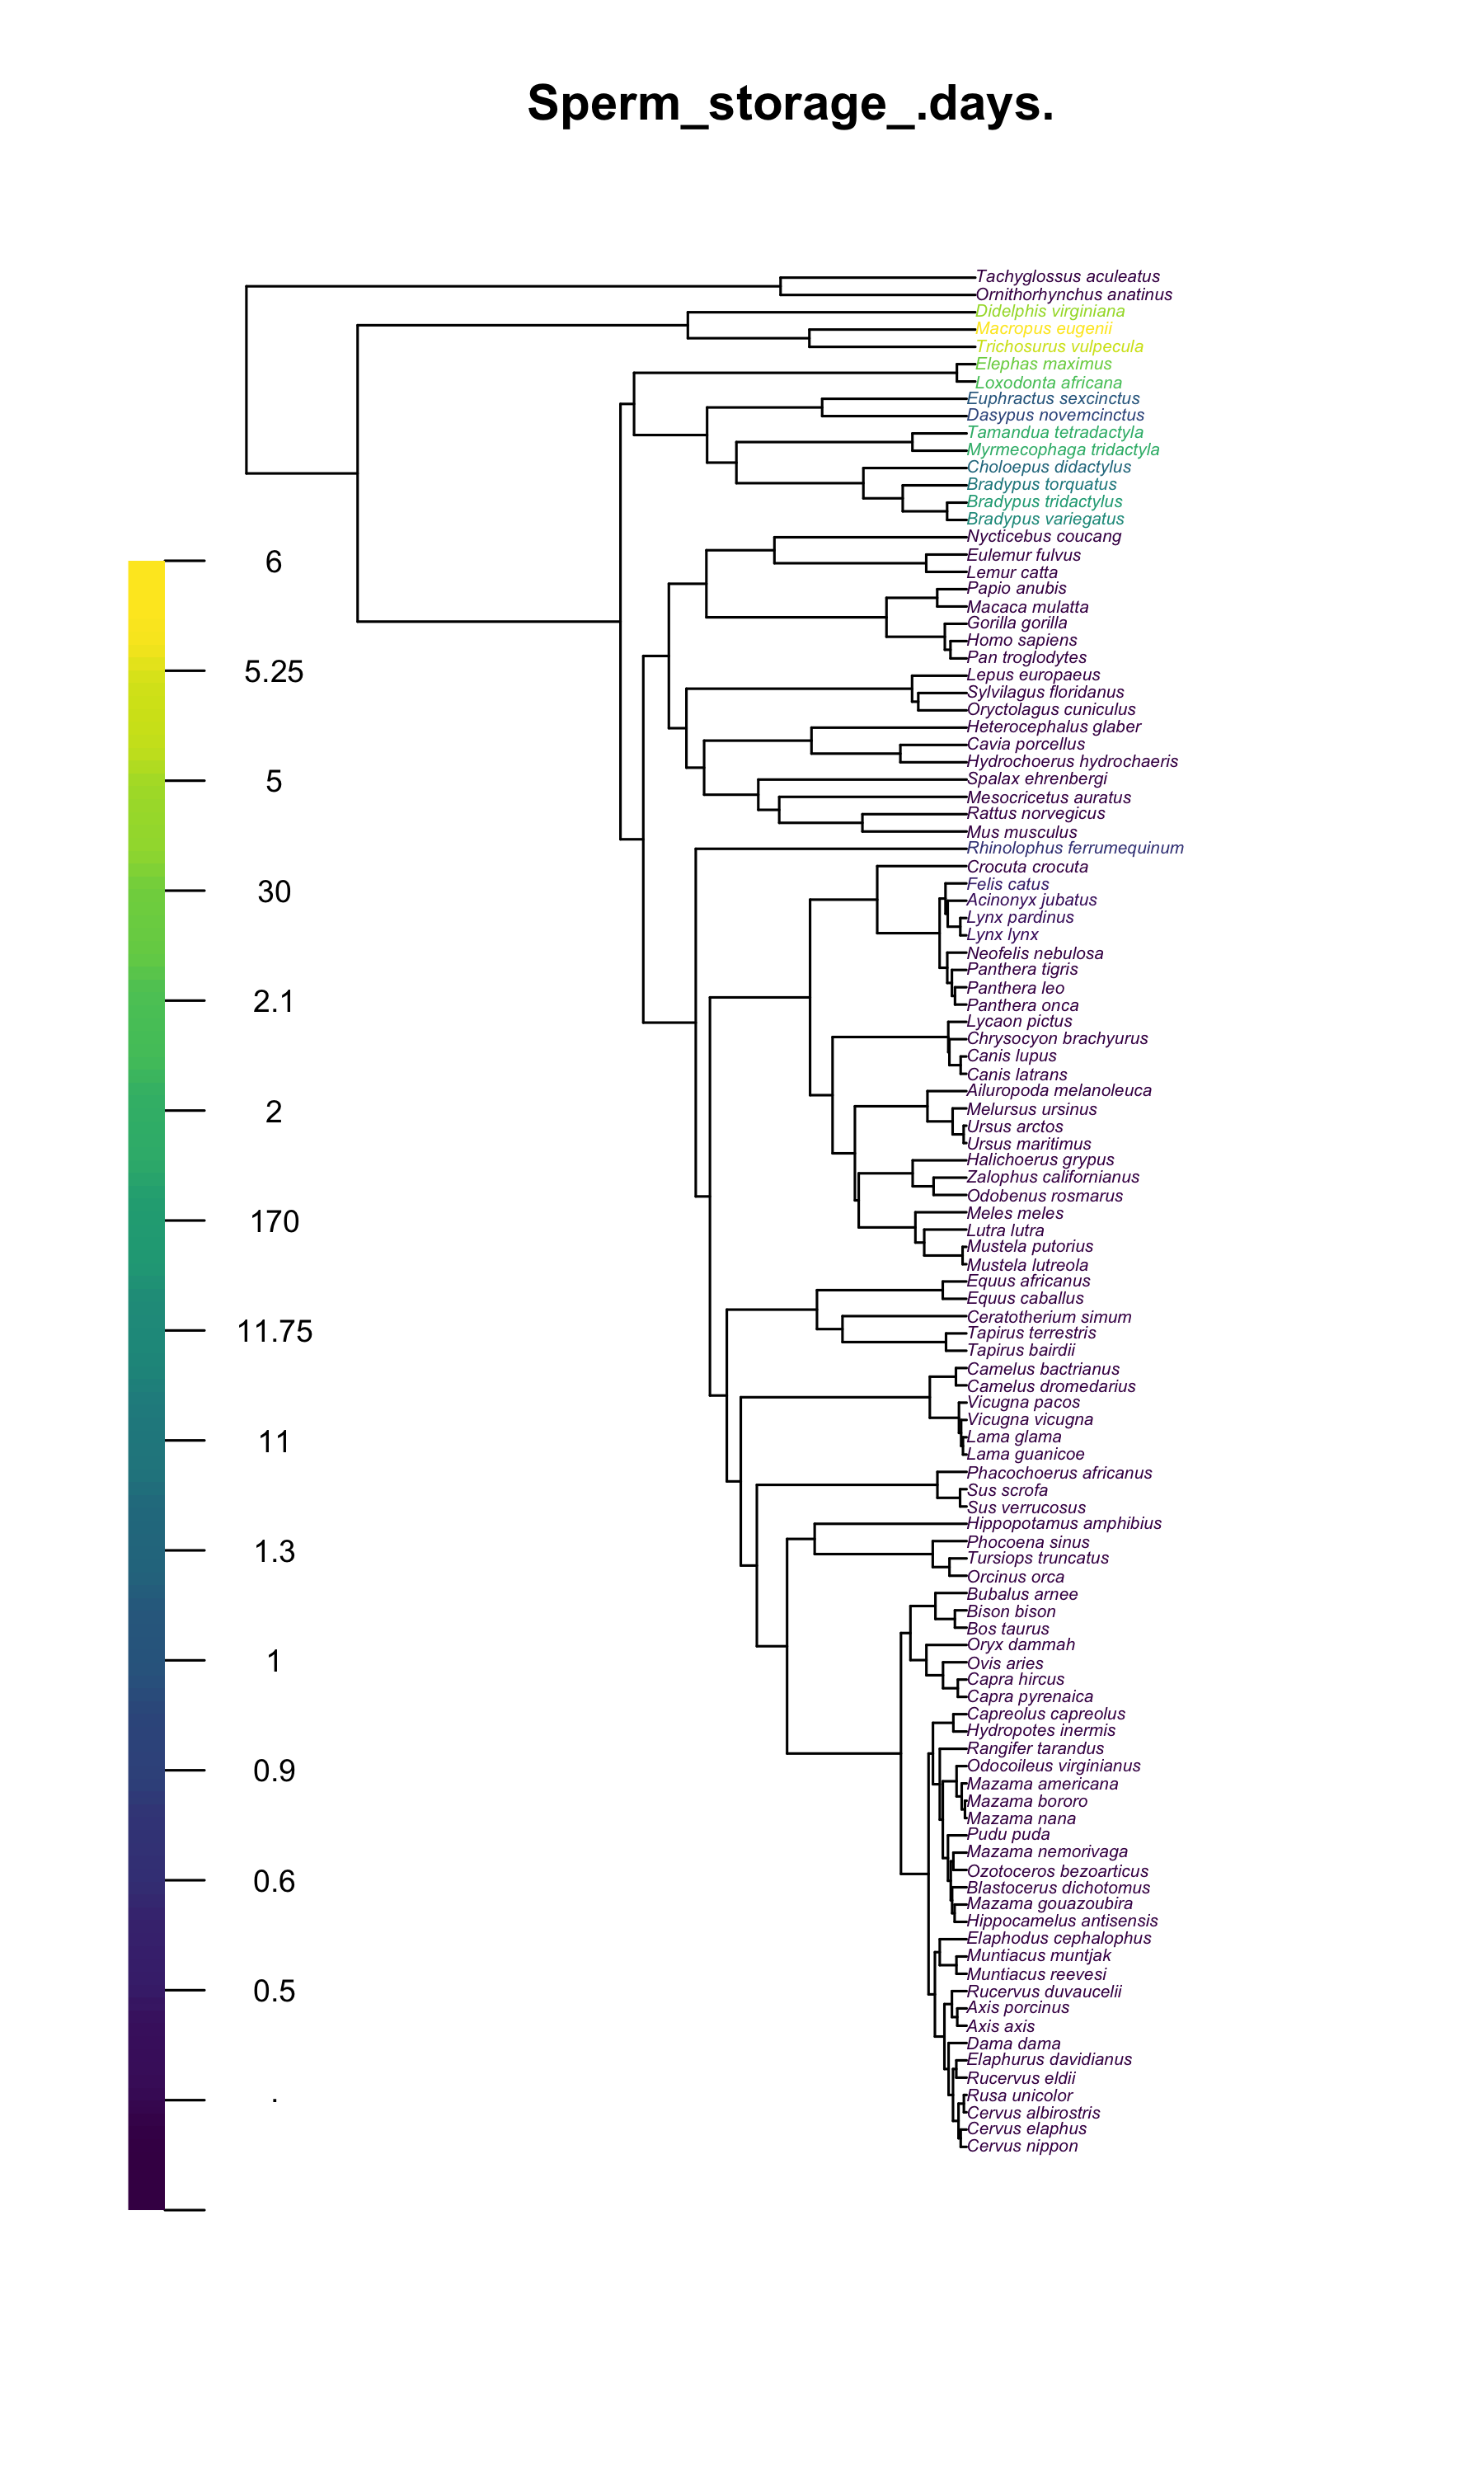 Sperm_storage_.days.
6
5.25
5
30
2.1
2
170
11.75
11
1.3
1
0.9
0.6
0.5
.
Tachyglossus aculeatus
Ornithorhynchus anatinus
Didelphis virginiana
Macropus eugenii
Trichosurus vulpecula
Elephas maximus
Loxodonta africana
Euphractus sexcinctus
Dasypus novemcinctus
Tamandua tetradactyla
Myrmecophaga tridactyla
Choloepus didactylus
Bradypus torquatus
Bradypus tridactylus
Bradypus variegatus
Nycticebus coucang
Eulemur fulvus
Lemur catta
Papio anubis
Macaca mulatta
Gorilla gorilla
Homo sapiens
Pan troglodytes
Lepus europaeus
Sylvilagus floridanus
Oryctolagus cuniculus
Heterocephalus glaber
Cavia porcellus
Hydrochoerus hydrochaeris
Spalax ehrenbergi
Mesocricetus auratus
Rattus norvegicus
Mus musculus
Rhinolophus ferrumequinum
Crocuta crocuta
Felis catus
Acinonyx jubatus
Lynx pardinus
Lynx lynx
Neofelis nebulosa
Panthera tigris
Panthera leo
Panthera onca
Lycaon pictus
Chrysocyon brachyurus
Canis lupus
Canis latrans
Ailuropoda melanoleuca
Melursus ursinus
Ursus arctos
Ursus maritimus
Halichoerus grypus
Zalophus californianus
Odobenus rosmarus
Meles meles
Lutra lutra
Mustela putorius
Mustela lutreola
Equus africanus
Equus caballus
Ceratotherium simum
Tapirus terrestris
Tapirus bairdii
Camelus bactrianus
Camelus dromedarius
Vicugna pacos
Vicugna vicugna
Lama glama
Lama guanicoe
Phacochoerus africanus
Sus scrofa
Sus verrucosus
Hippopotamus amphibius
Phocoena sinus
Tursiops truncatus
Orcinus orca
Bubalus arnee
Bison bison
Bos taurus
Oryx dammah
Ovis aries
Capra hircus
Capra pyrenaica
Capreolus capreolus
Hydropotes inermis
Rangifer tarandus
Odocoileus virginianus
Mazama americana
Mazama bororo
Mazama nana
Pudu puda
Mazama nemorivaga
Ozotoceros bezoarticus
Blastocerus dichotomus
Mazama gouazoubira
Hippocamelus antisensis
Elaphodus cephalophus
Muntiacus muntjak
Muntiacus reevesi
Rucervus duvaucelii
Axis porcinus
Axis axis
Dama dama
Elaphurus davidianus
Rucervus eldii
Rusa unicolor
Cervus albirostris
Cervus elaphus
Cervus nippon